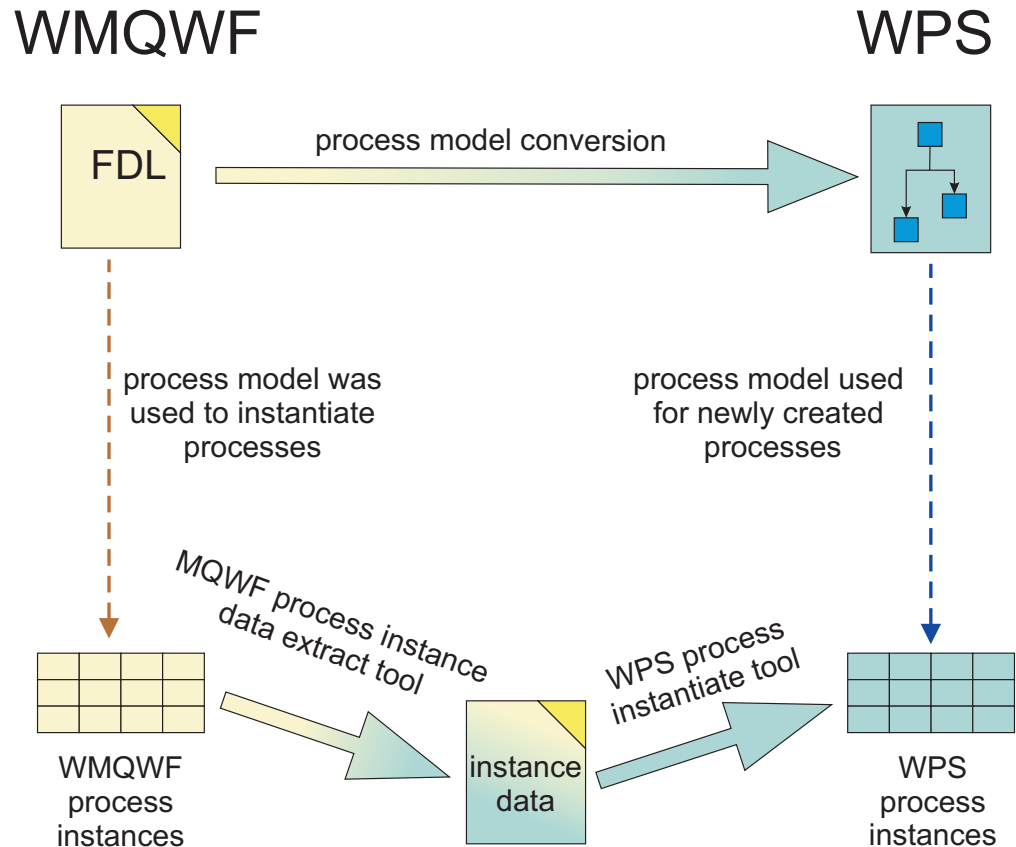 WMQWF
WPS
FDL
process model conversion
process model was
used to instantiate
processes
process model used
for newly created
processes
MQWF process instance
data extract tool
WPS process
instantiate tool
WMQWF
process
instances
instance
data
WPS
process
instances